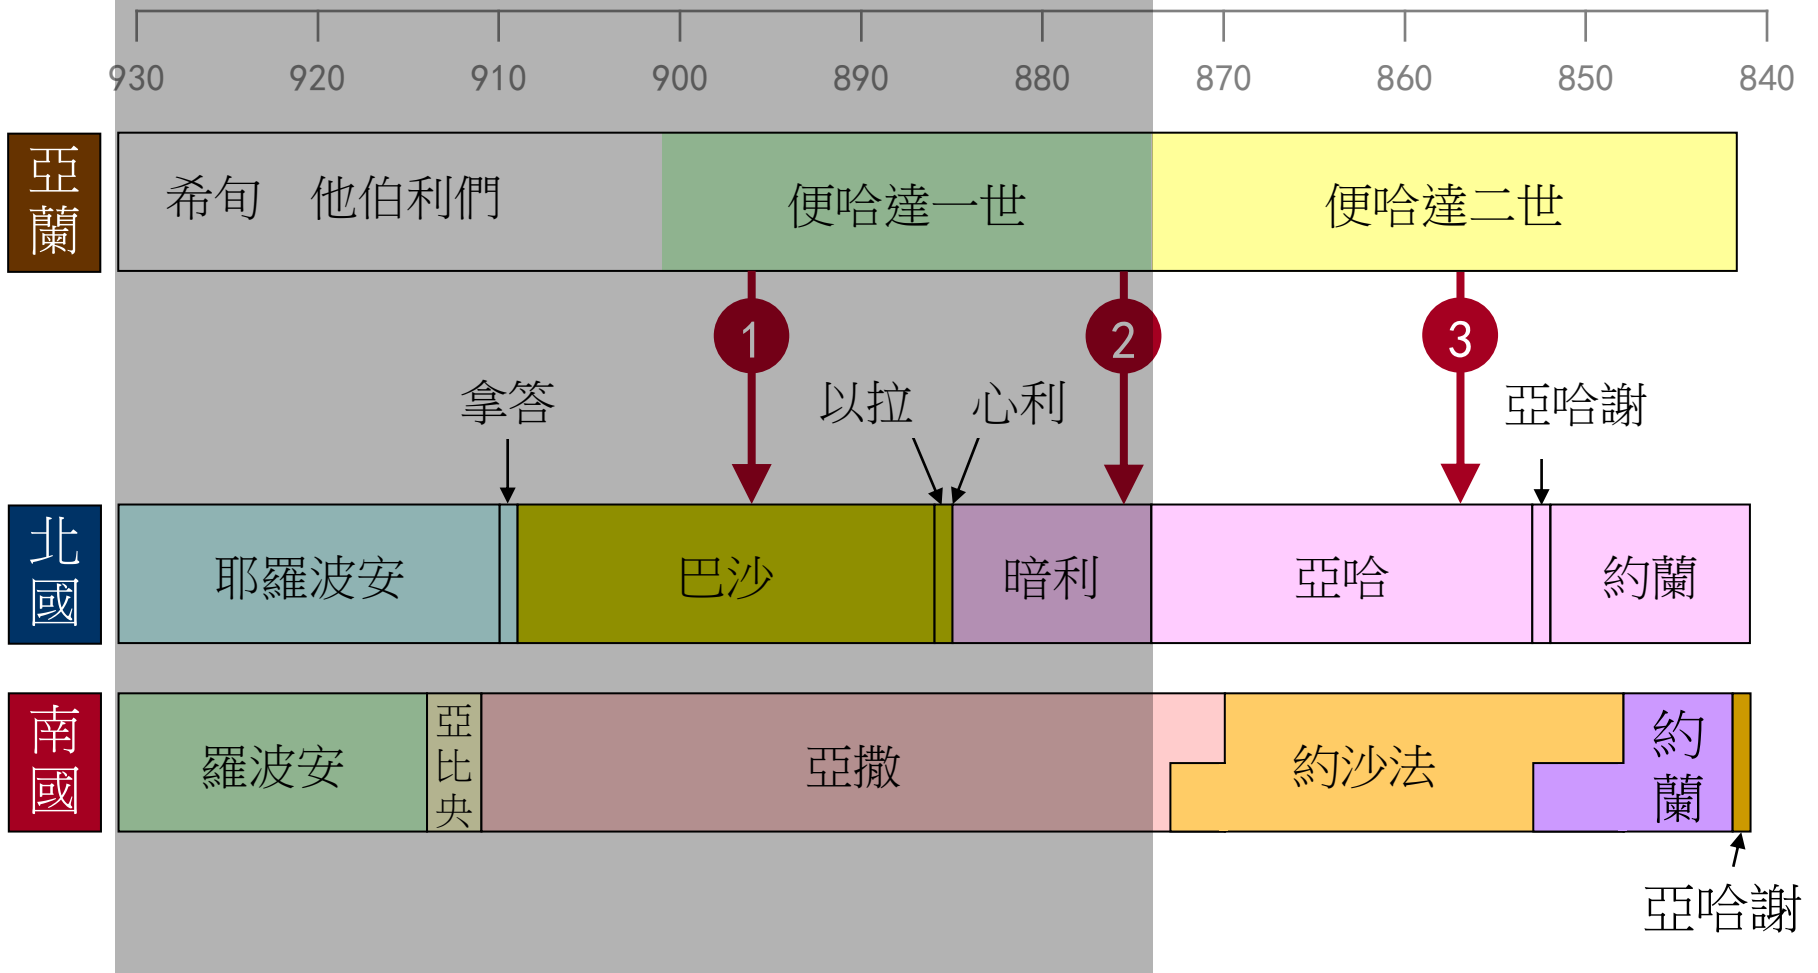 930 920 910 900 890 880 870 860 850 840
亞蘭
希旬 他伯利們
便哈達一世
便哈達二世
1
2
3
拿答
以拉
心利
亞哈謝
北國
耶羅波安
巴沙
暗利
亞哈
約蘭
南國
羅波安
亞比央
亞撒
約沙法
約蘭
亞哈謝